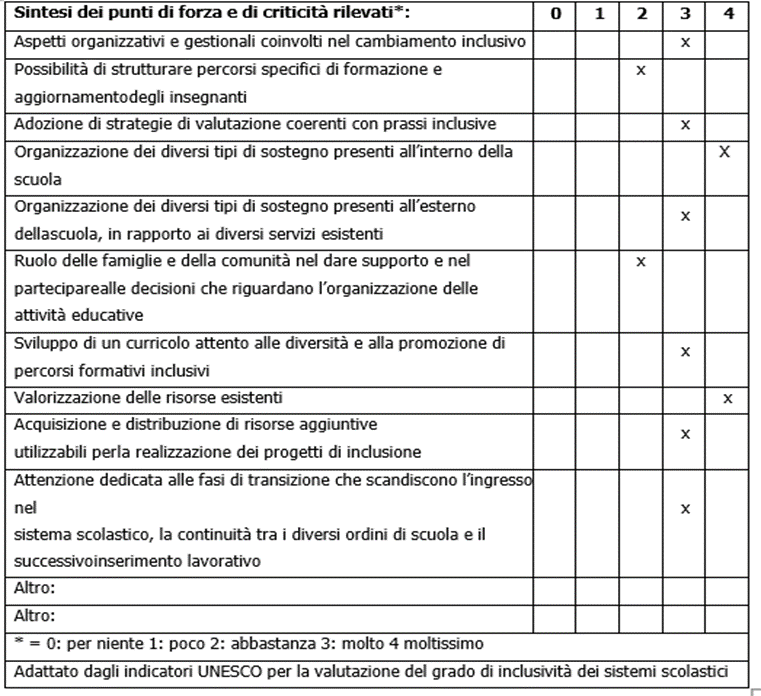 Sintesi dei punti di forza e di criticità rilevati*: 0 1 2 3 4
Aspetti organizzativi e gestionali coinvolti nel cambiamento inclusivo x
Possibilità di strutturare percorsi specifici di formazione e x
aggiornamentodegli insegnanti
Adozione di strategie di valutazione coerenti con prassi inclusive x
Organizzazione dei diversi tipi di sostegno presenti all'interno della X
scuola
Organizzazione dei diversi tipi di sostegno presenti all'esterno x
dellascuola, in rapporto ai diversi servizi esistenti
Ruolo delle famiglie e della comunità nel dare supporto e nel x
parteciparealle decisioni che riguardano l'organizzazione delle
attività educative
Sviluppo di un curricolo attento alle diversità e alla promozione di x
percorsi formativi inclusivi
Valorizzazione delle risorse esistenti x
Acquisizione e distribuzione di risorse aggiuntive x
utilizzabili perla realizzazione dei progetti di inclusione
Attenzione dedicata alle fasi di transizione che scandiscono l'ingresso
nel x
sistema scolastico, la continuità tra i diversi ordini di scuola e il
successivoinserimento lavorativo
Altro:
Altro:
* = 0: per niente 1: poco 2: abbastanza 3: molto 4 moltissimo
Adattato dagli indicatori UNESCO per la valutazione del grado di inclusività dei sistemi scolastici